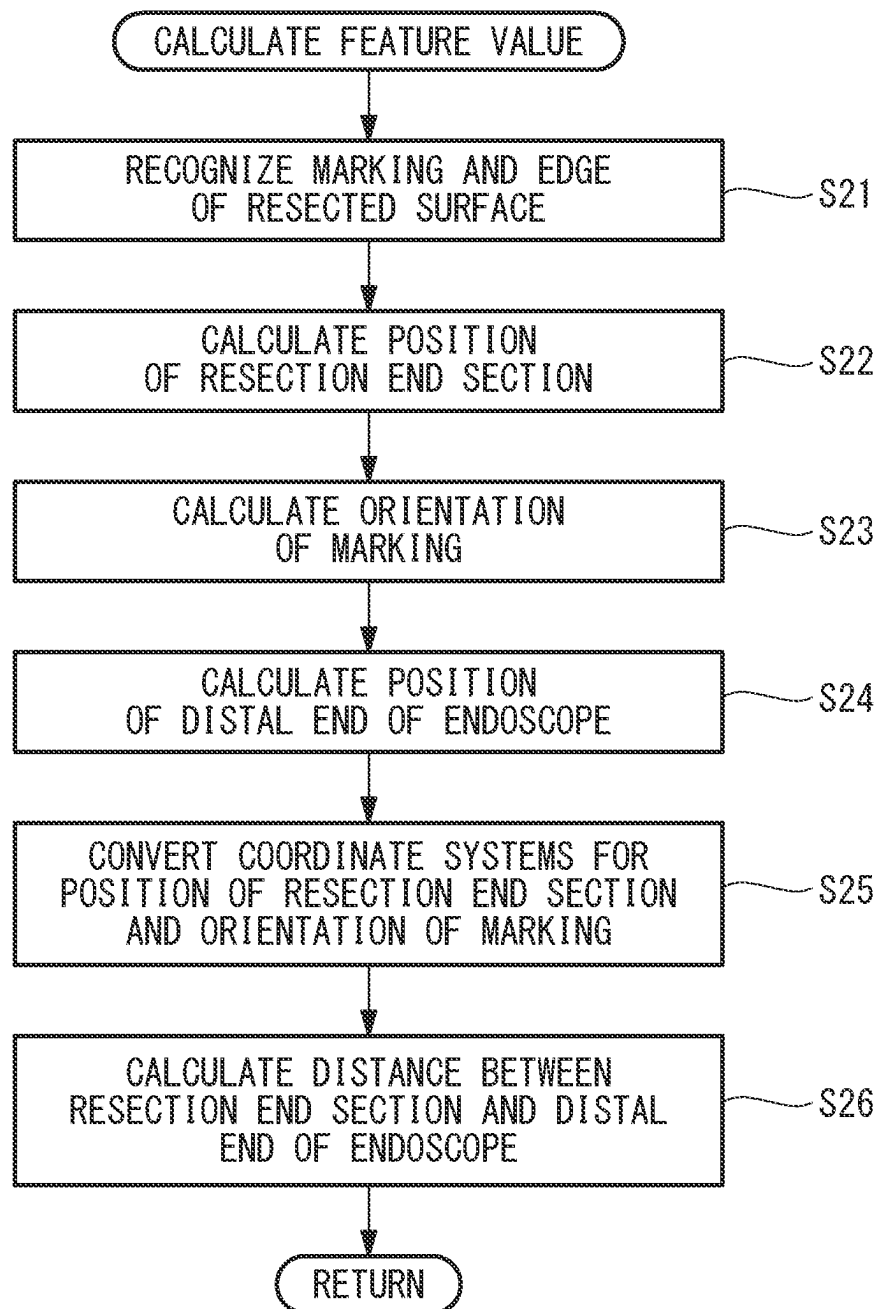 CALCULATE FEATURE VALUE
RECOGNIZE MARKING AND EDGE
OF RESECTED SURFACE
S21
CALCULATE POSITION
OF RESECTION END SECTION
S22
CALCULATE ORIENTATION
OF MARKING
S23
CALCULATE POSITION
OF DISTAL END OF ENDOSCOPE
S24
CONVERT COORDINATE SYSTEMS FOR
POSITION OF RESECTION END SECTION
AND ORIENTATION OF MARKING
S25
CALCULATE DISTANCE BETWEEN
RESECTION END SECTION AND DISTAL
END OF ENDOSCOPE
S26
RETURN